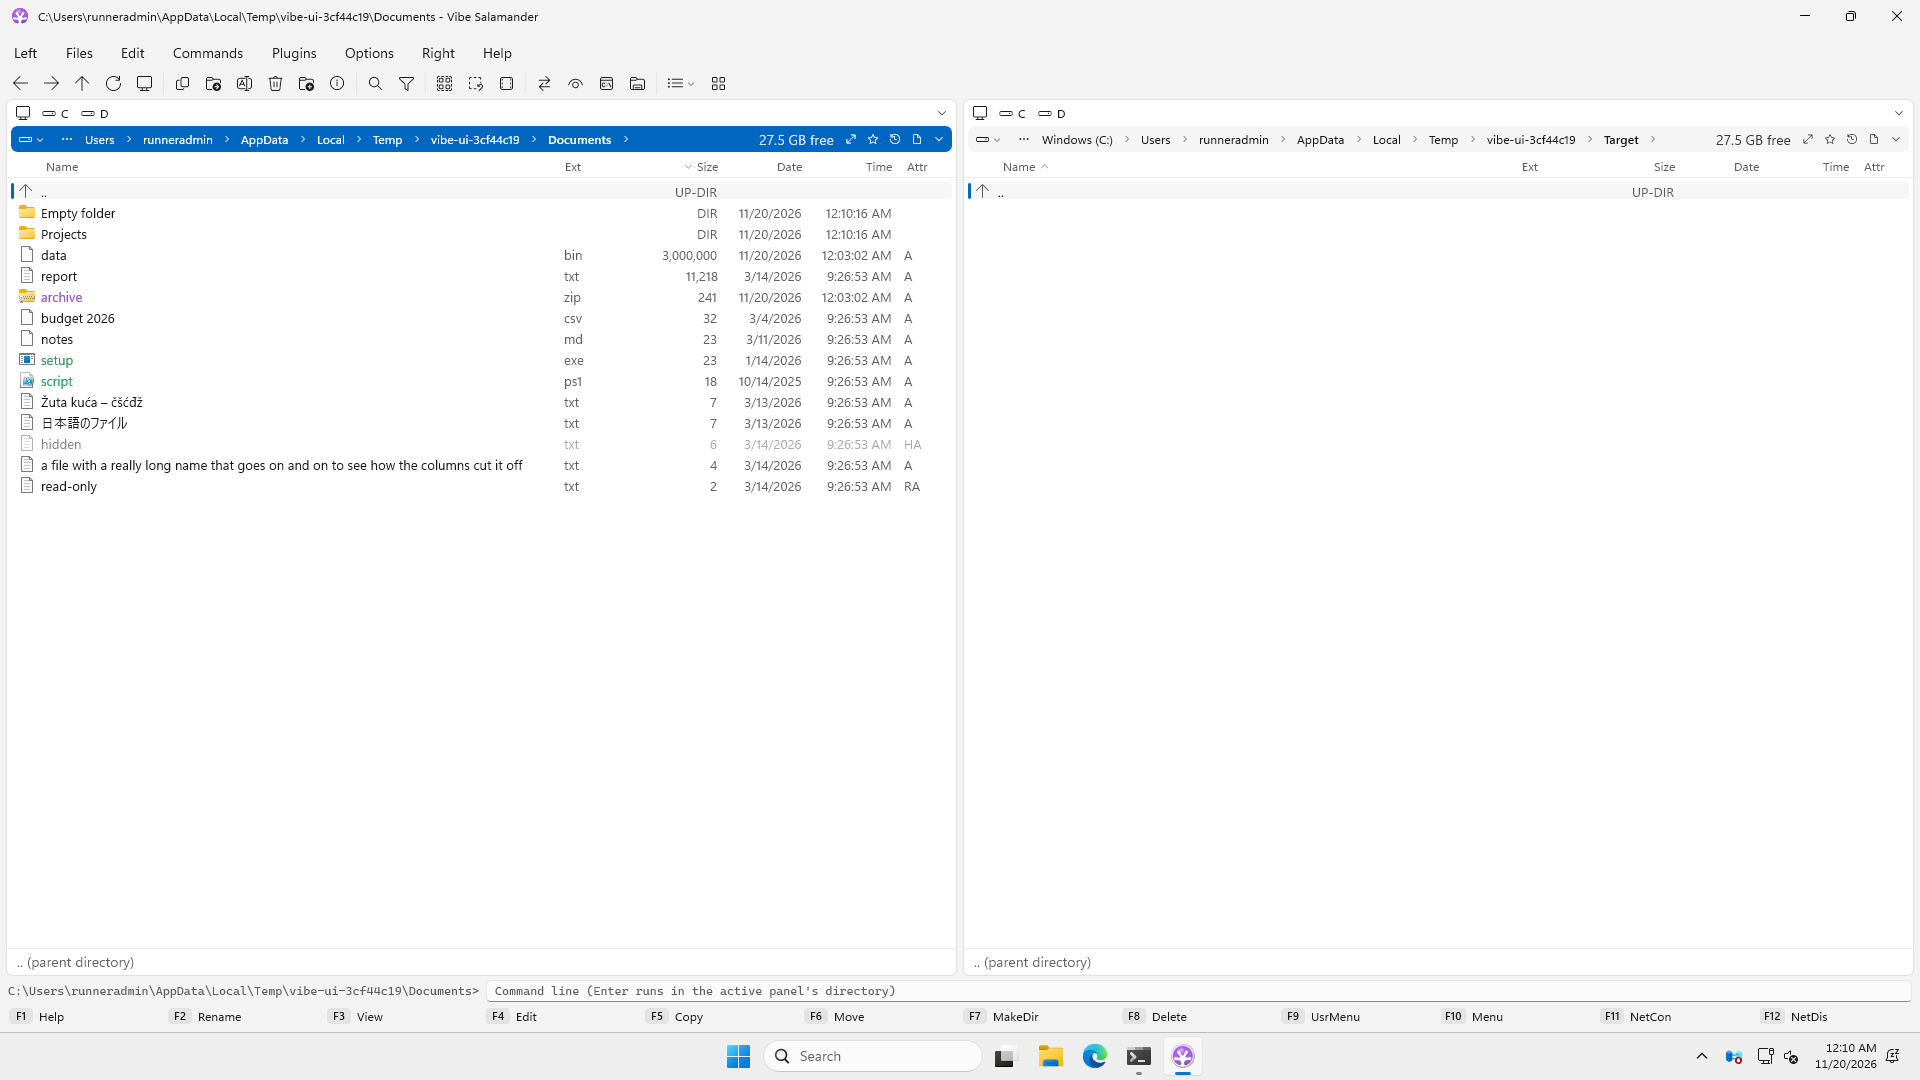 C:\Users\runneradmin\AppData\Local\Temp\vibe-ui-3cf44c19\Documents - Vibe Salamander
Left Files Edit Commands Plugins Options Right Help
C D
Users runneradmin AppData Local Temp vibe-ui-3cf44c19 Documents 27.5 GB free
Name Ext Size Date Time Attr
.. UP-DIR
Empty folder DIR 11/20/2026 12:10:16 AM
Projects DIR 11/20/2026 12:10:16 AM
data bin 3,000,000 11/20/2026 12:03:02 AM A
report txt 11,218 3/14/2026 9:26:53 AM A
archive zip 241 11/20/2026 12:03:02 AM A
budget 2026 csv 32 3/4/2026 9:26:53 AM A
notes md 23 3/11/2026 9:26:53 AM A
setup exe 23 1/14/2026 9:26:53 AM A
script ps1 18 10/14/2025 9:26:53 AM A
Žuta kuća – čšćđž txt 7 3/13/2026 9:26:53 AM A
日本語のファイル txt 7 3/13/2026 9:26:53 AM A
hidden txt 6 3/14/2026 9:26:53 AM HA
a file with a really long name that goes on and on to see how the columns cut it off txt 4 3/14/2026 9:26:53 AM A
read-only txt 2 3/14/2026 9:26:53 AM RA
.. (parent directory)
C D
Windows (C:) Users runneradmin AppData Local Temp vibe-ui-3cf44c19 Target 27.5 GB free
Name Ext Size Date Time Attr
.. UP-DIR
.. (parent directory)
C:\Users\runneradmin\AppData\Local\Temp\vibe-ui-3cf44c19\Documents> Command line (Enter runs in the active panel's directory)
F1 Help F2 Rename F3 View F4 Edit F5 Copy F6 Move F7 MakeDir F8 Delete F9 UsrMenu F10 Menu F11 NetCon F12 NetDis
Search
12:10 AM
11/20/2026